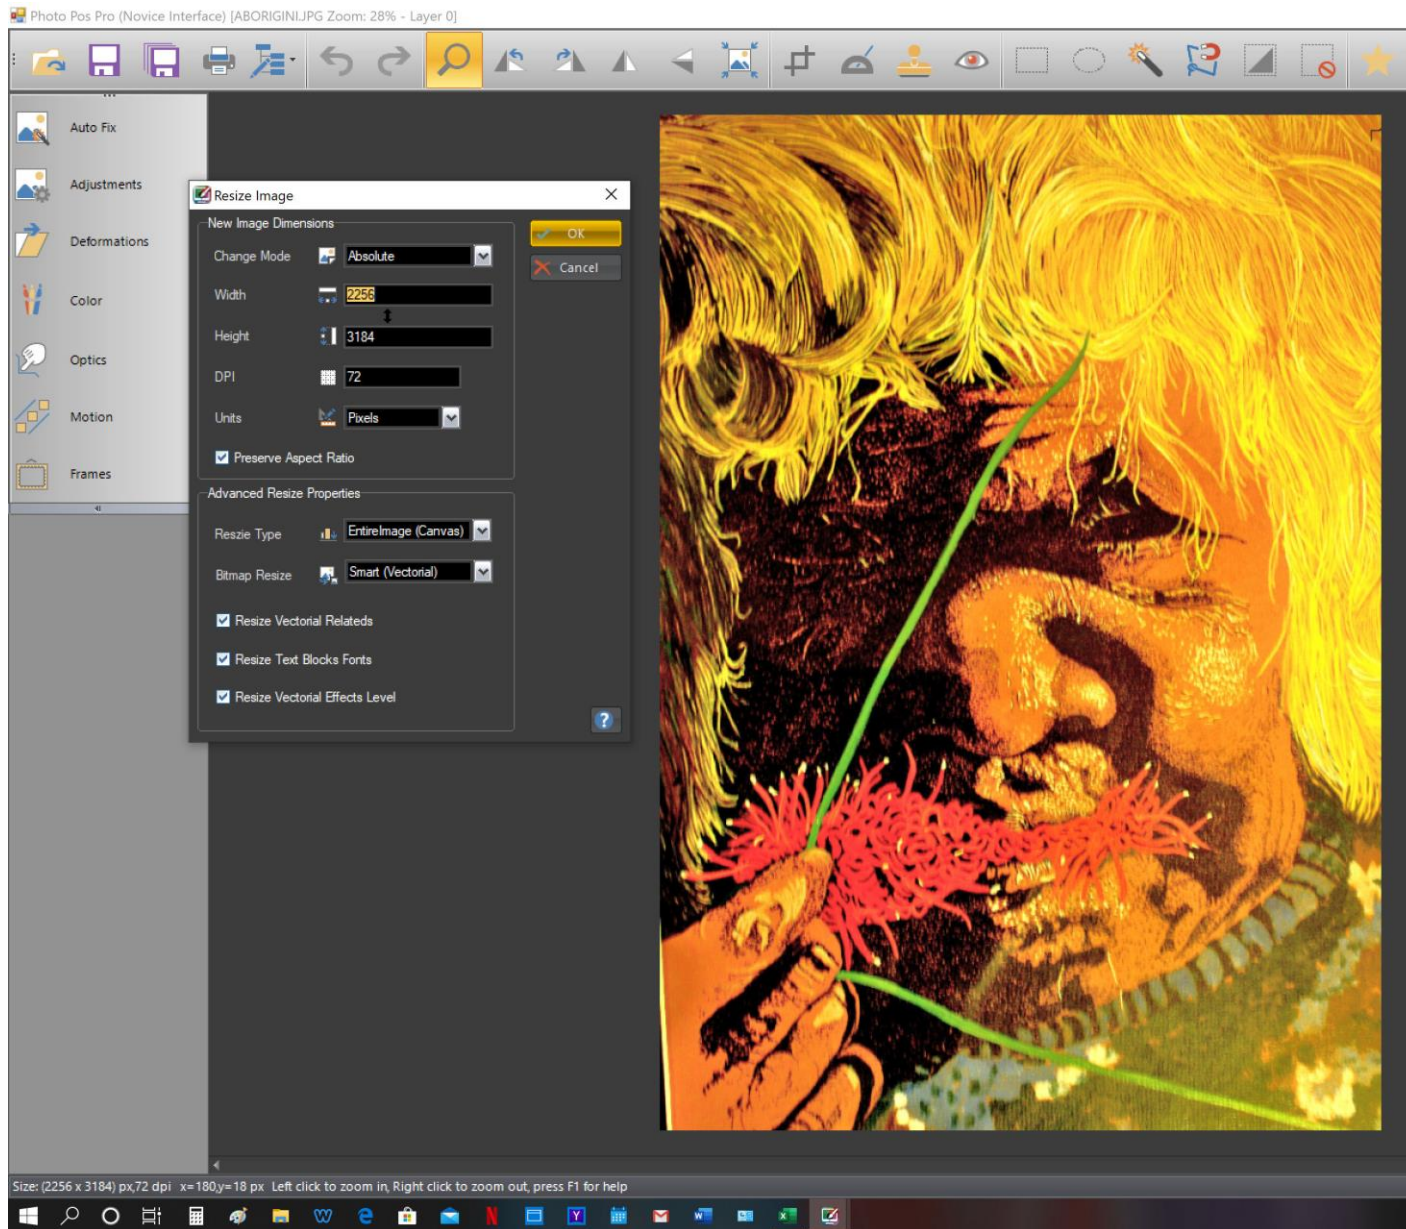 Photo Pos Pro (Novice Interface) [ABORIGINI.JPG Zoom: 28% - Layer 0]
Auto Fix
Adjustments
Deformations
Color
Optics
Motion
Frames
Resize Image
New Image Dimensions
Change Mode Absolute
Width 2256
Height 3184
DPI 72
Units Pixels
Preserve Aspect Ratio
OK
Cancel
Advanced Resize Properties
Reszie Type EntireImage (Canvas)
Bitmap Resize Smart (Vectorial)
Resize Vectorial Relateds
Resize Text Blocks Fonts
Resize Vectorial Effects Level
?
Size: (2256 x 3184) px,72 dpi x=180,y=18 px Left click to zoom in, Right click to zoom out, press F1 for help